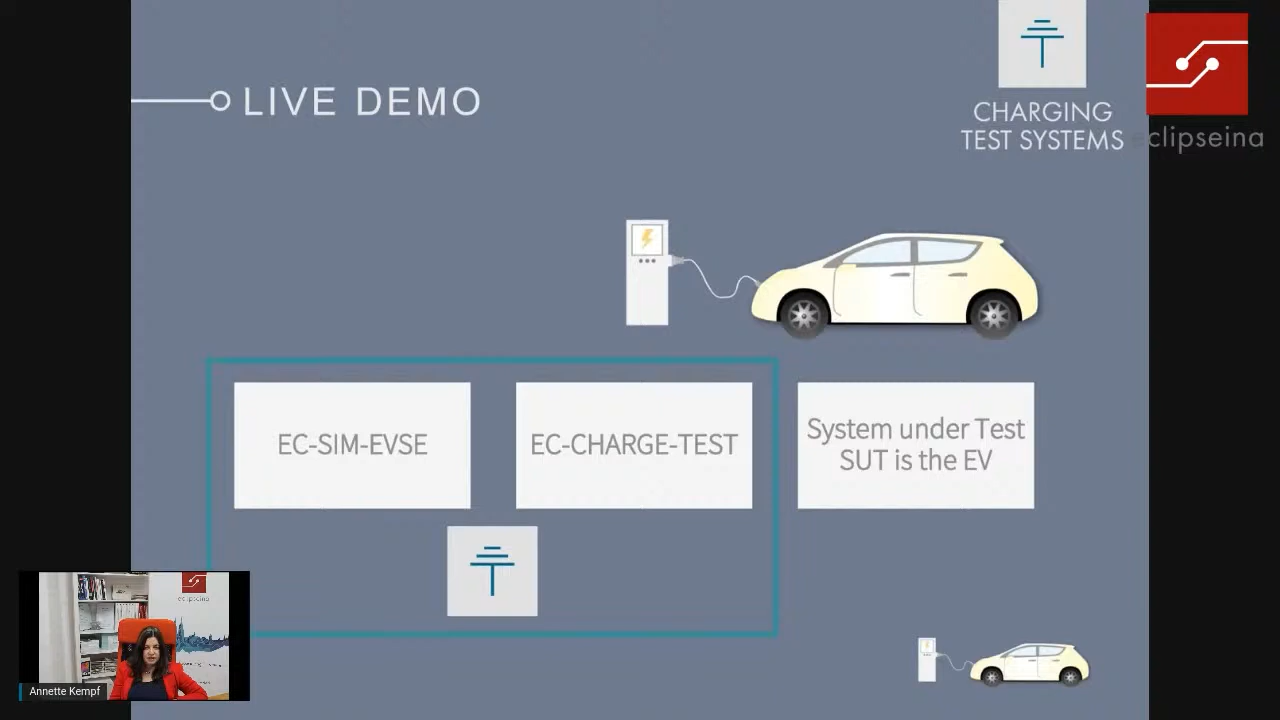 LIVE DEMO
CHARGING
TEST SYSTEMS
eclipseina
EC-SIM-EVSE
EC-CHARGE-TEST
System under Test
SUT is the EV
eclipseina
Annette Kempf